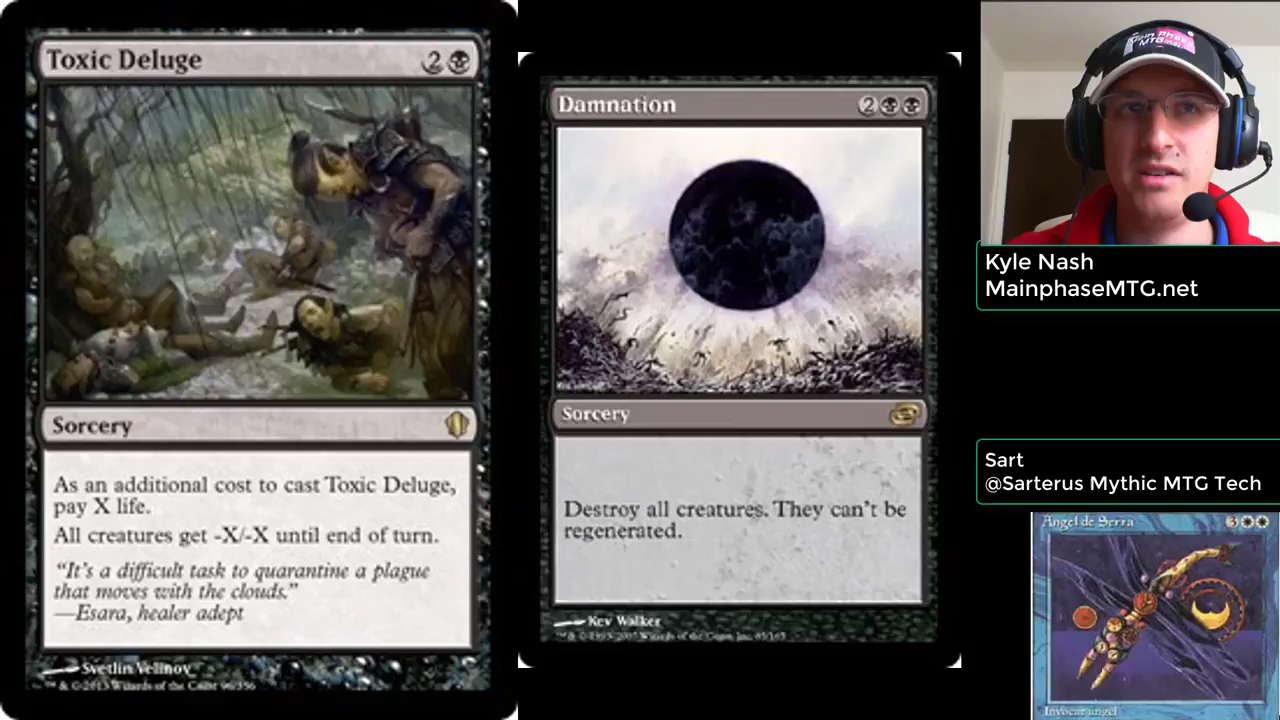 Toxic Deluge
Sorcery
As an additional cost to cast Toxic Deluge,
pay X life.
All creatures get -X/-X until end of turn.
"It's a difficult task to quarantine a plague
that moves with the clouds."
—Esara, healer adept
Svetlin Velinov
Damnation
Sorcery
Destroy all creatures. They can't be
regenerated.
Kev Walker
Kyle Nash
MainphaseMTG.net
Sart
@Sarterus Mythic MTG Tech
Angel de Serra
Invocar ángel